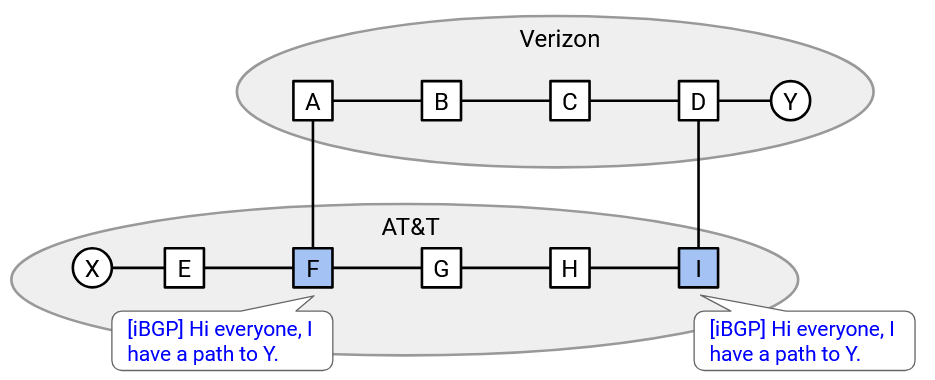 Verizon
A
B
C
D
Y
AT&T
X
E
F
G
H
I
[iBGP] Hi everyone, I
have a path to Y.
[iBGP] Hi everyone, I
have a path to Y.